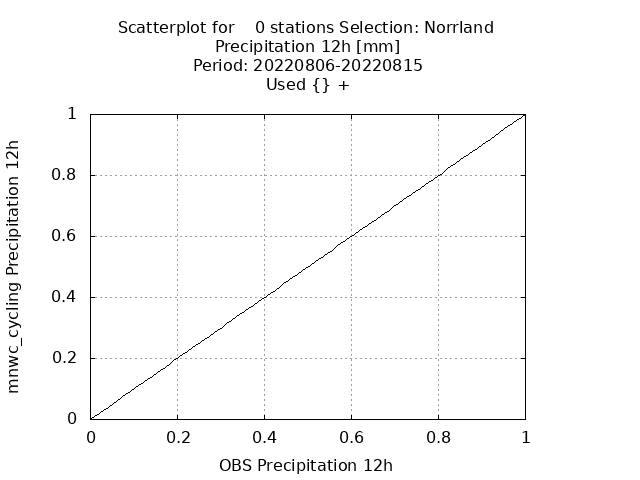 Scatterplot for    0 stations Selection: Norrland
Precipitation 12h [mm]
Period: 20220806-20220815
Used {} +
mnwc_cycling Precipitation 12h
1
0.8
0.6
0.4
0.2
0
0 0.2 0.4 0.6 0.8 1
OBS Precipitation 12h